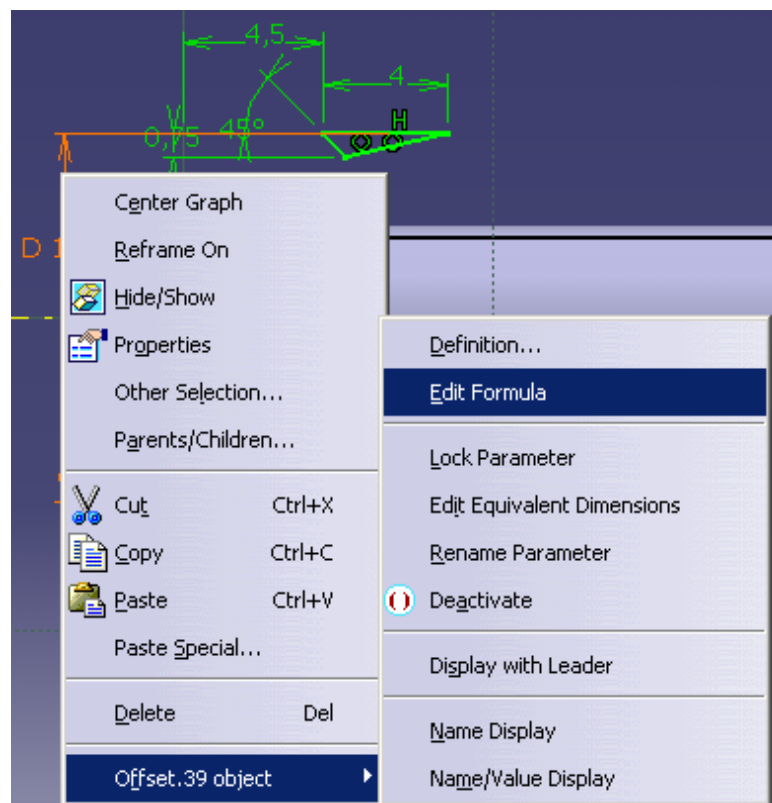 4,5
4
H
0,75 45°
D 1
Center Graph
Reframe On
Hide/Show
Properties
Other Selection...
Parents/Children...
Cut Ctrl+X
Copy Ctrl+C
Paste Ctrl+V
Paste Special...
Delete Del
Offset.39 object
Definition...
Edit Formula
Lock Parameter
Edit Equivalent Dimensions
Rename Parameter
Deactivate
Display with Leader
Name Display
Name/Value Display